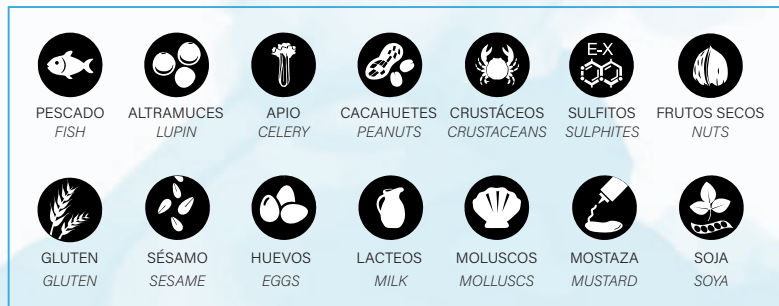 E-X
PESCADO ALTRAMUCES APIO CACAHUETES CRUSTÁCEOS SULFITOS FRUTOS SECOS
FISH LUPIN CELERY PEANUTS CRUSTACEANS SULPHITES NUTS
GLUTEN SÉSAMO HUEVOS LACTEOS MOLUSCOS MOSTAZA SOJA
GLUTEN SESAME EGGS MILK MOLLUSCS MUSTARD SOYA